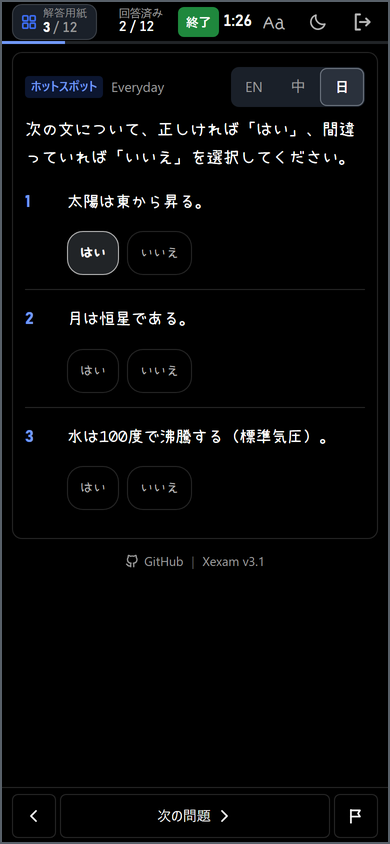 解答用紙
3 / 12
回答済み
2 / 12
終了
1:26
Aa
ホットスポット
Everyday
EN
中
日
次の文について、正しければ「はい」、間違
っていれば「いいえ」を選択してください。
1
太陽は東から昇る。
はい
いいえ
2
月は恒星である。
はい
いいえ
3
水は100度で沸騰する（標準気圧）。
はい
いいえ
GitHub | Xexam v3.1
次の問題